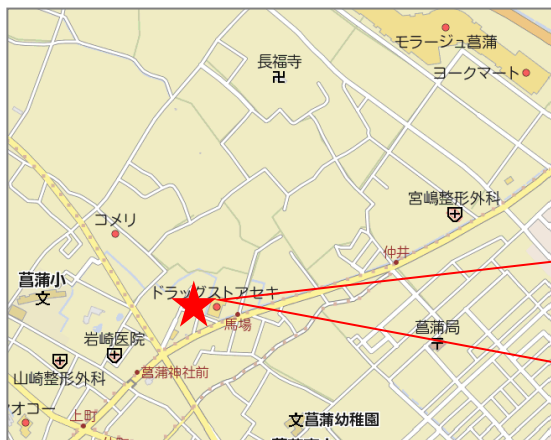 モラージュ菖蒲
長福寺
ヨークマート
宮嶋整形外科
コメリ
仲井
菖蒲小
文
ドラッグストアセキ
馬場
菖蒲局
岩崎医院
山崎整形外科
菖蒲神社前
オコー
上町
文菖蒲幼稚園